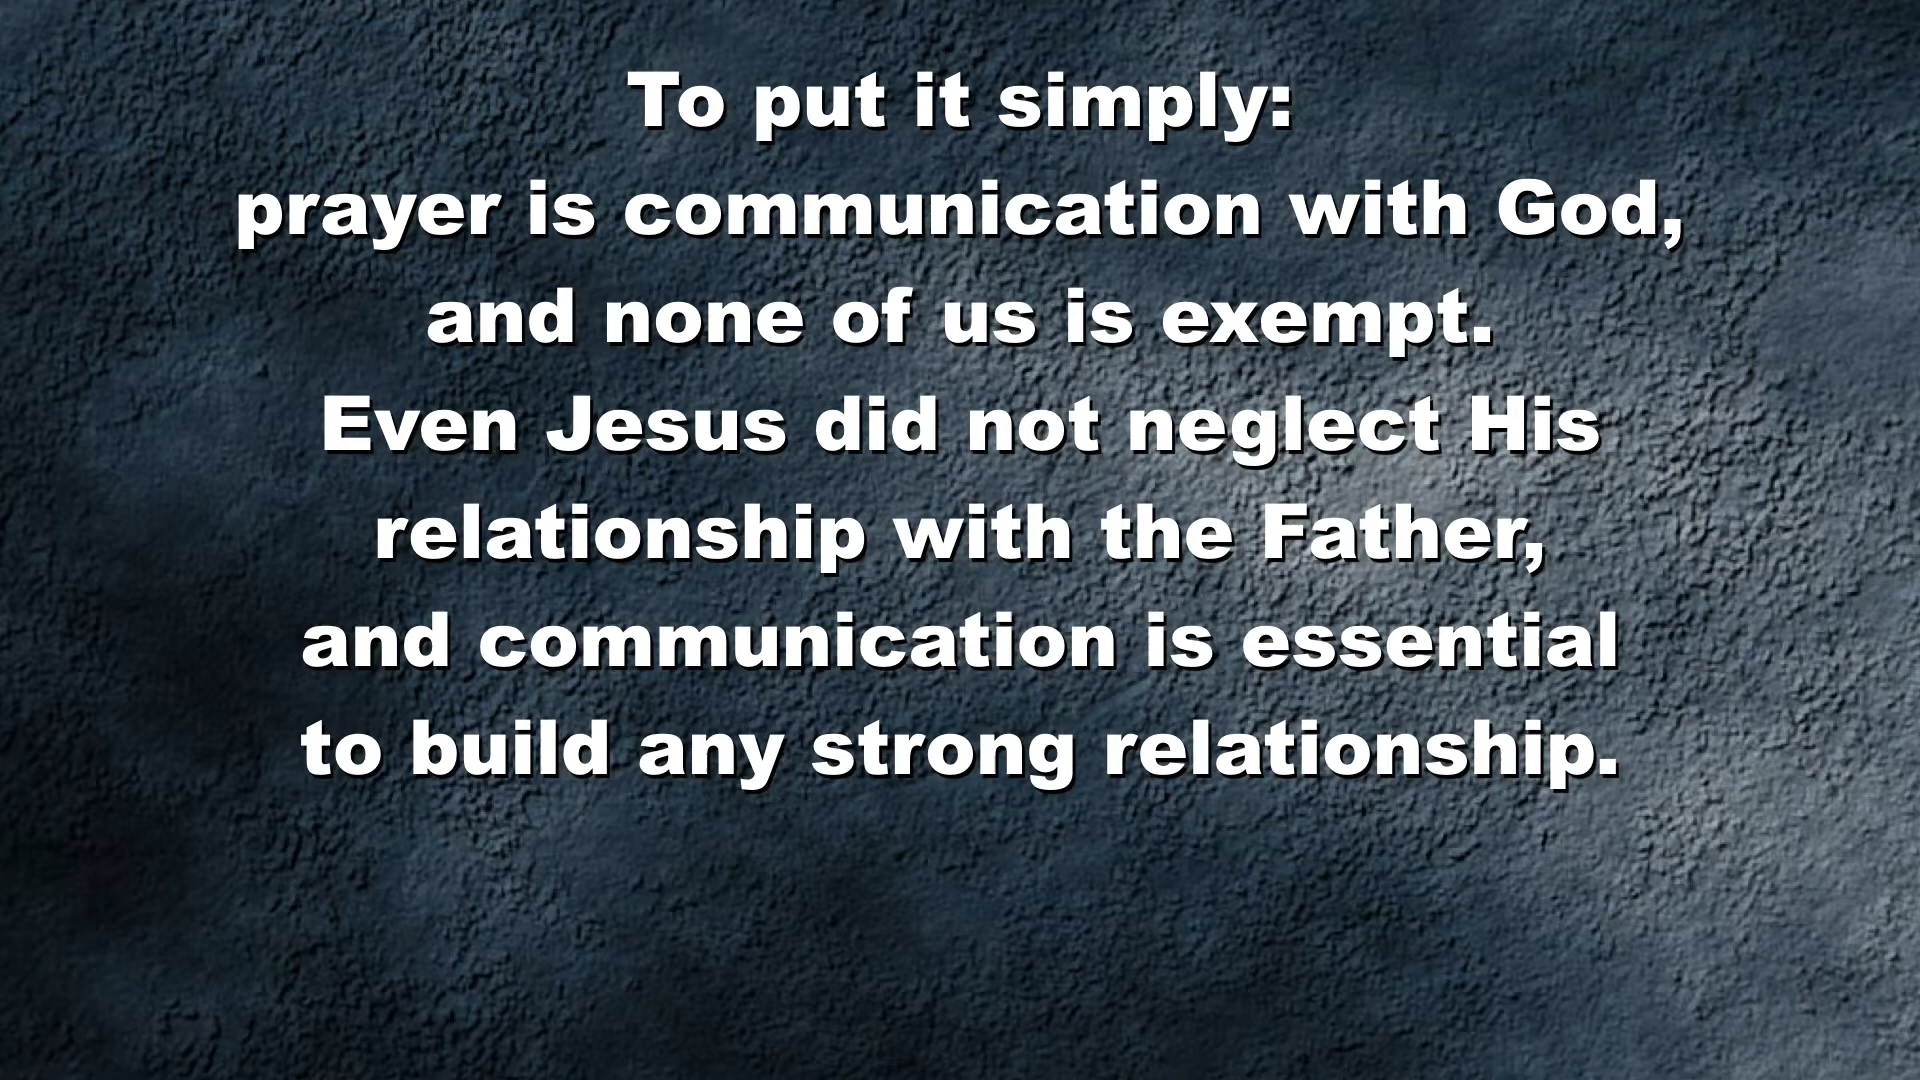 To put it simply:
prayer is communication with God,
and none of us is exempt.
Even Jesus did not neglect His
relationship with the Father,
and communication is essential
to build any strong relationship.